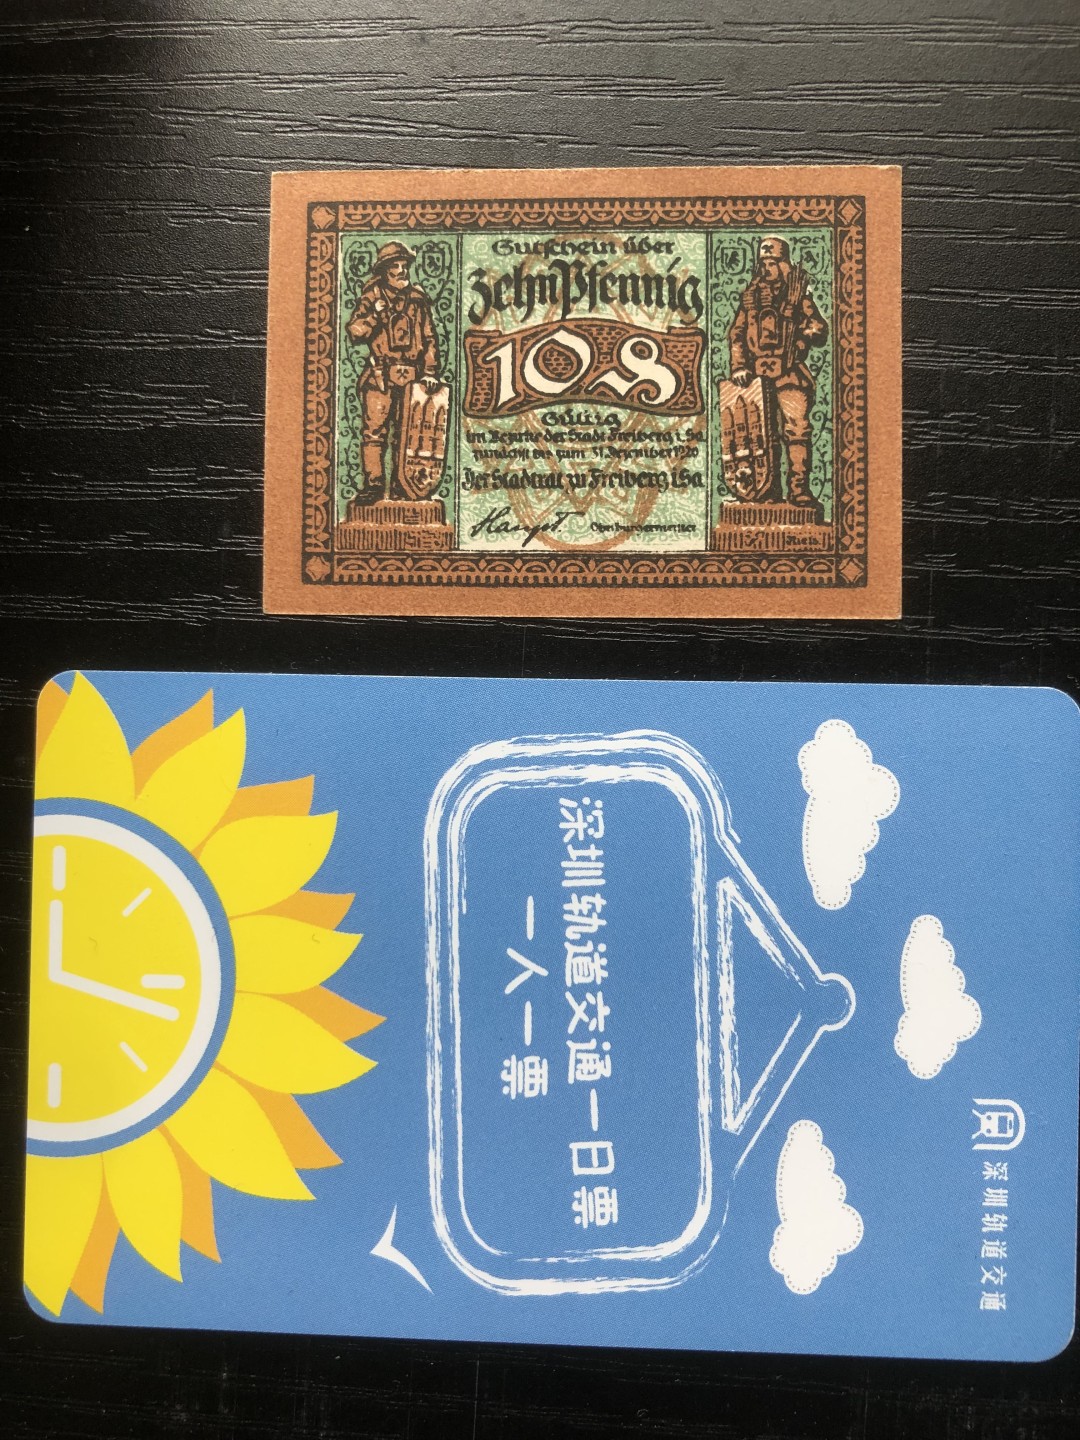 Gutschein über
Zehn Pfennig
10 ₰
Gültig
im Bezirke der Stadt Freiberg i. Sa.
zunächst bis zum 31. Dezember 1920
Der Stadtrat zu Freiberg i. Sa.
Haupt Oberbürgermeister
深圳轨道交通
深圳轨道交通一日票
一人一票